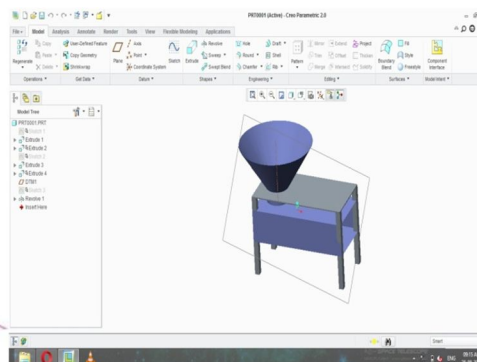 PRT0001 (Active) - Creo Parametric 2.0
File Model Analysis Annotate Render Tools View Flexible Modeling Applications
Regenerate
Copy
Paste
Delete
User-Defined Feature
Copy Geometry
Shrinkwrap
Plane
Axis
Point
Coordinate System
Sketch
Extrude
Revolve
Sweep
Swept Blend
Hole
Round
Chamfer
Draft
Shell
Rib
Pattern
Mirror
Trim
Merge
Extend
Offset
Intersect
Project
Thicken
Solidify
Boundary
Blend
Fill
Style
Freestyle
Component
Interface
Operations Get Data Datum Shapes Engineering Editing Surfaces Model Intent
Model Tree
PRT0001.PRT
Sketch 1
Extrude 1
Extrude 2
Extrude 3
Extrude 4
DTM1
Revolve 1
Insert Here
Smart
ENG